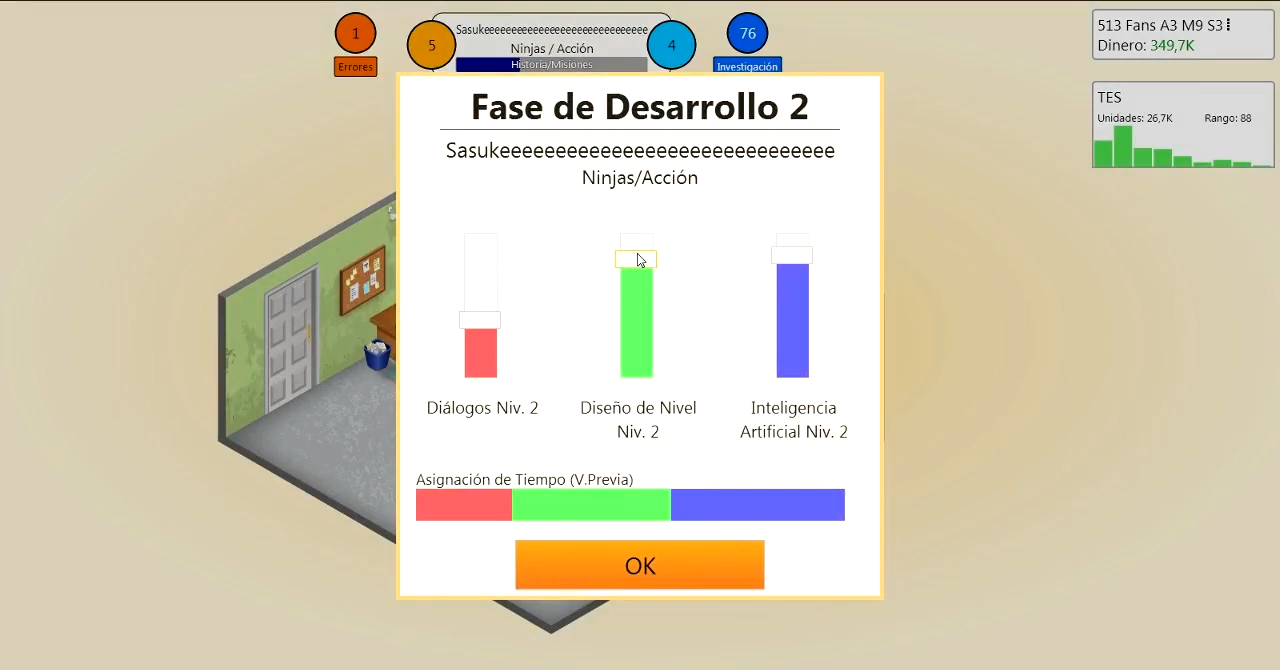 1
Errores
5
Sasukeeeeeeeeeeeeeeeeeeeeeeeeeeeeee
Ninjas / Acción
Historia/Misiones
4
76
Investigación
513 Fans A3 M9 S3
Dinero: 349,7K
TES
Unidades: 26,7K Rango: 88
Fase de Desarrollo 2
Sasukeeeeeeeeeeeeeeeeeeeeeeeeeeeeee
Ninjas/Acción
Diálogos Niv. 2
Diseño de Nivel
Niv. 2
Inteligencia
Artificial Niv. 2
Asignación de Tiempo (V.Previa)
OK